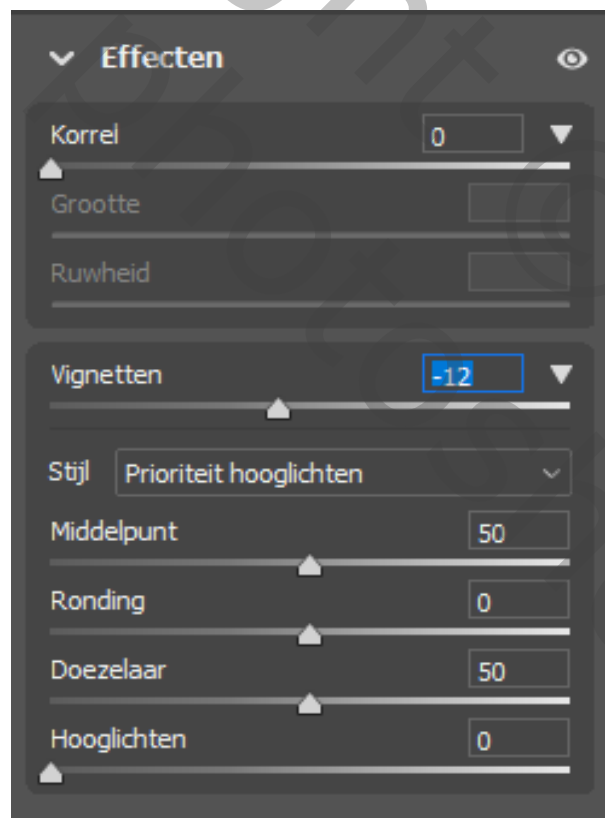 Effecten
Korrel 0
Grootte
Ruwheid
Vignetten -12
Stijl Prioriteit hooglichten
Middelpunt 50
Ronding 0
Doezelaar 50
Hooglichten 0